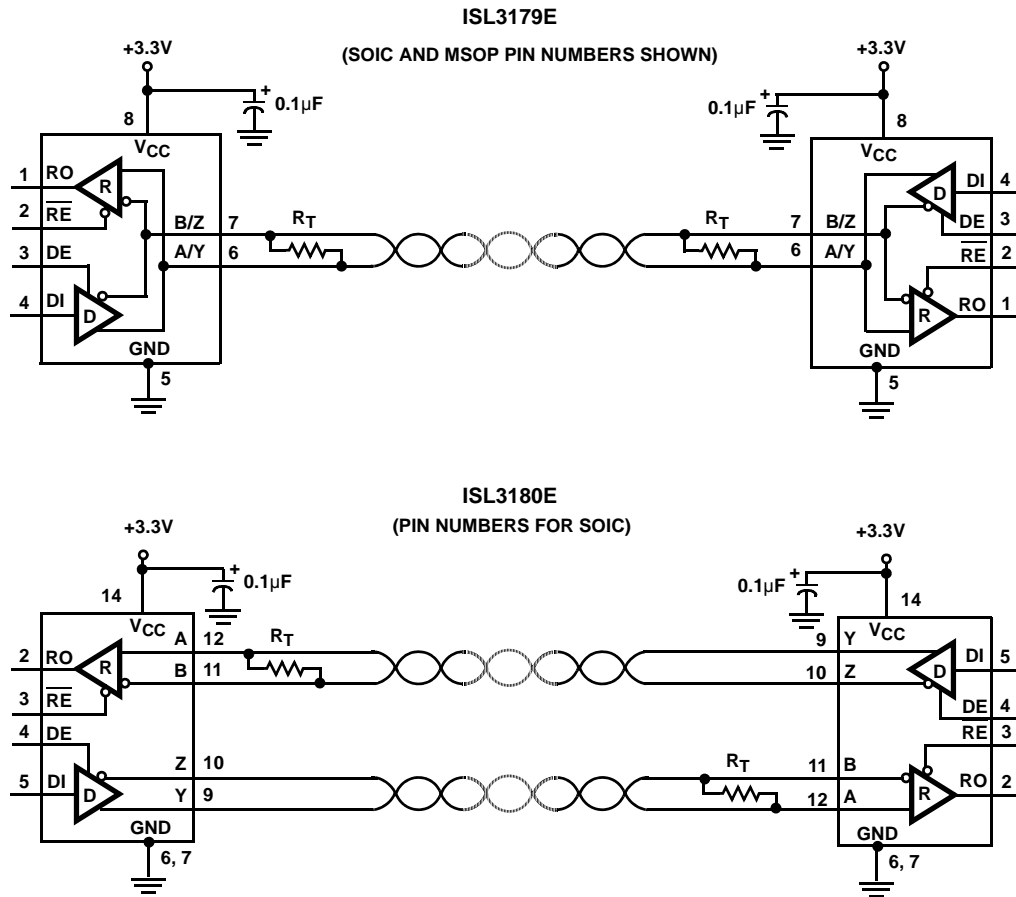 ISL3179E
(SOIC AND MSOP PIN NUMBERS SHOWN)
+3.3V
+
0.1µF
8
VCC
1 RO
R
2 RE
3 DE
4 DI
D
B/Z 7
A/Y 6
RT
GND
5
+3.3V
+
0.1µF
8
VCC
RT
7 B/Z
6 A/Y
DI 4
D
DE 3
RE 2
RO 1
R
GND
5
ISL3180E
(PIN NUMBERS FOR SOIC)
+3.3V
+
0.1µF
14
VCC
2 RO
R
3 RE
4 DE
5 DI
D
A 12
B 11
RT
Z 10
Y 9
GND
6, 7
+3.3V
+
0.1µF
14
VCC
9 Y
10 Z
DI 5
D
DE 4
RE 3
RT
11 B
12 A
RO 2
R
GND
6, 7